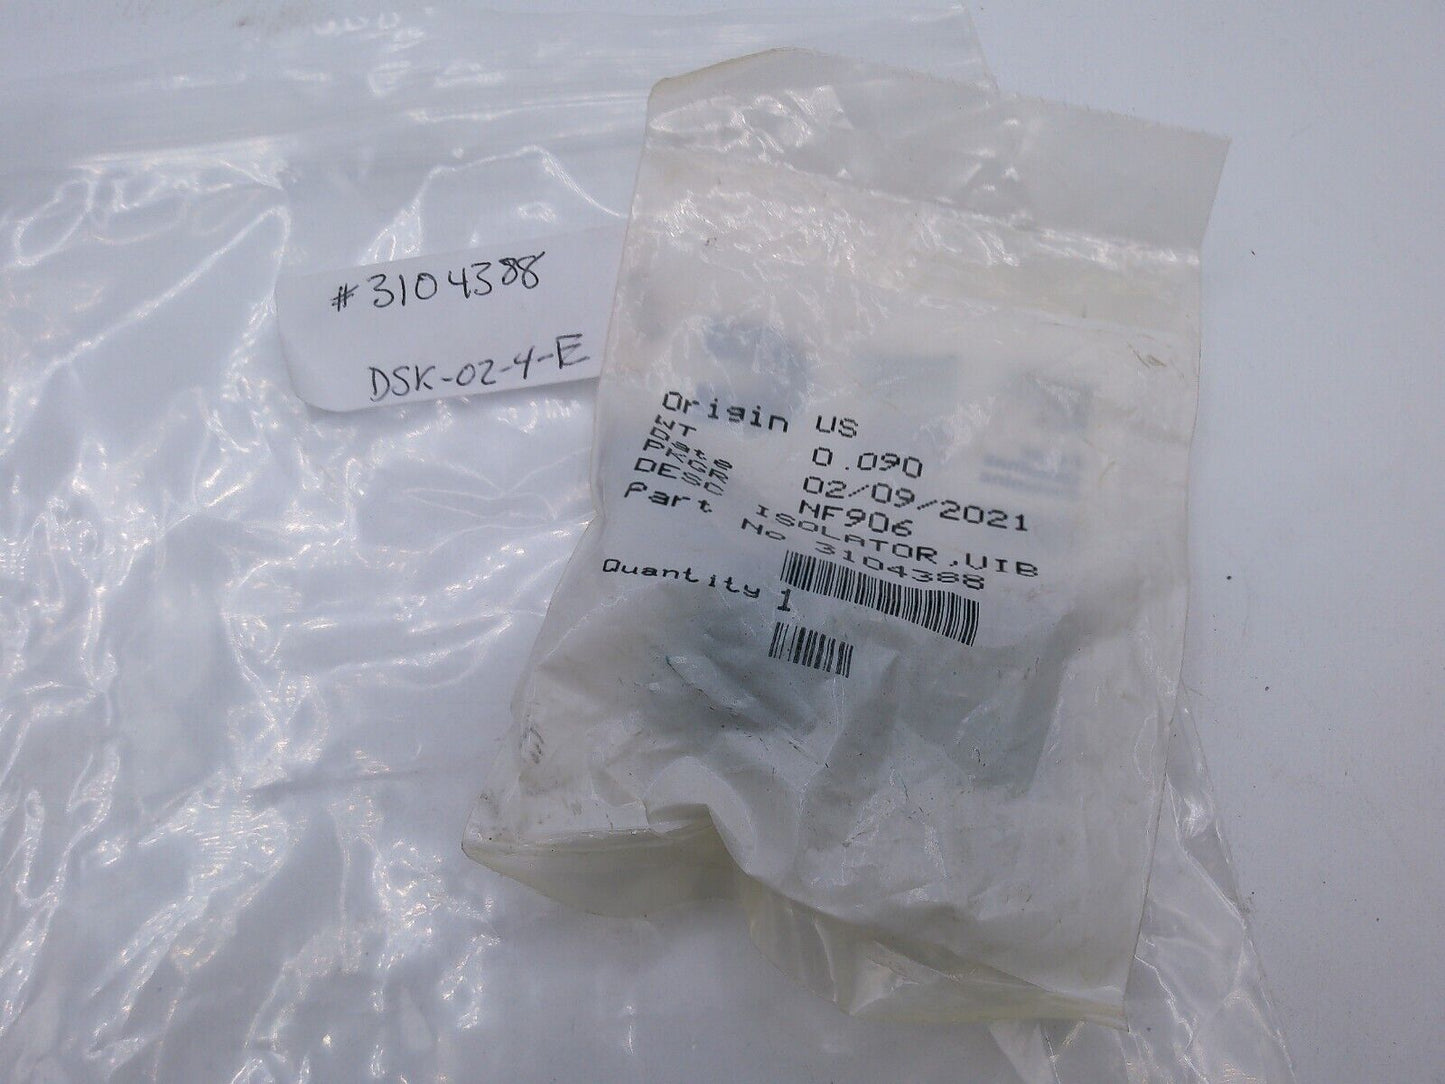 #3104388
DSK-02-4-E
Origin US
WT 0.090
Date 02/09/2021
PKGR NF906
DESC ISOLATOR,VIB
Part No 3104388
Quantity 1